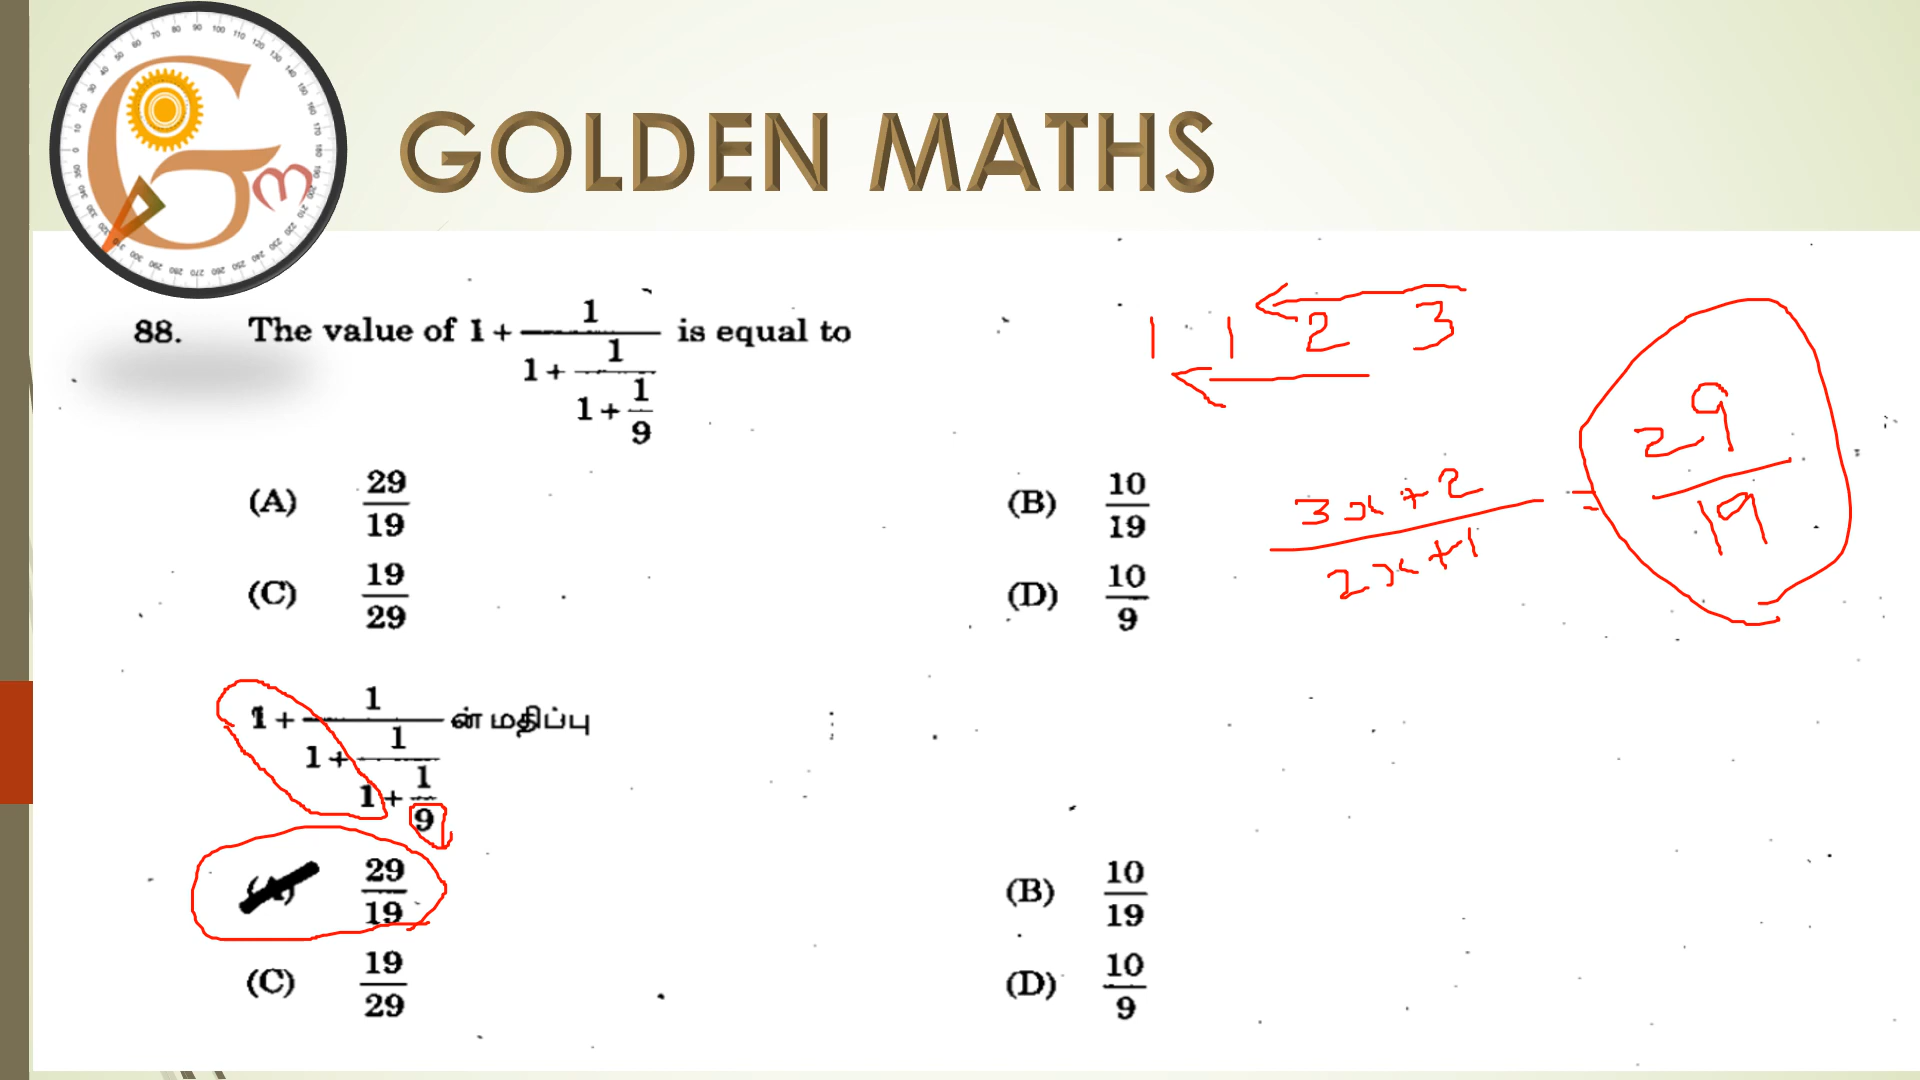 GOLDEN MATHS
Gm
88. The value of 1 + 1/(1 + 1/(1 + 1/9)) is equal to
(A) 29/19 (B) 10/19
(C) 19/29 (D) 10/9
1 1 2 3
3x+2/2x+1 = 29/19
1 + 1/(1 + 1/(1 + 1/9)) ன் மதிப்பு
(A) 29/19 (B) 10/19
(C) 19/29 (D) 10/9